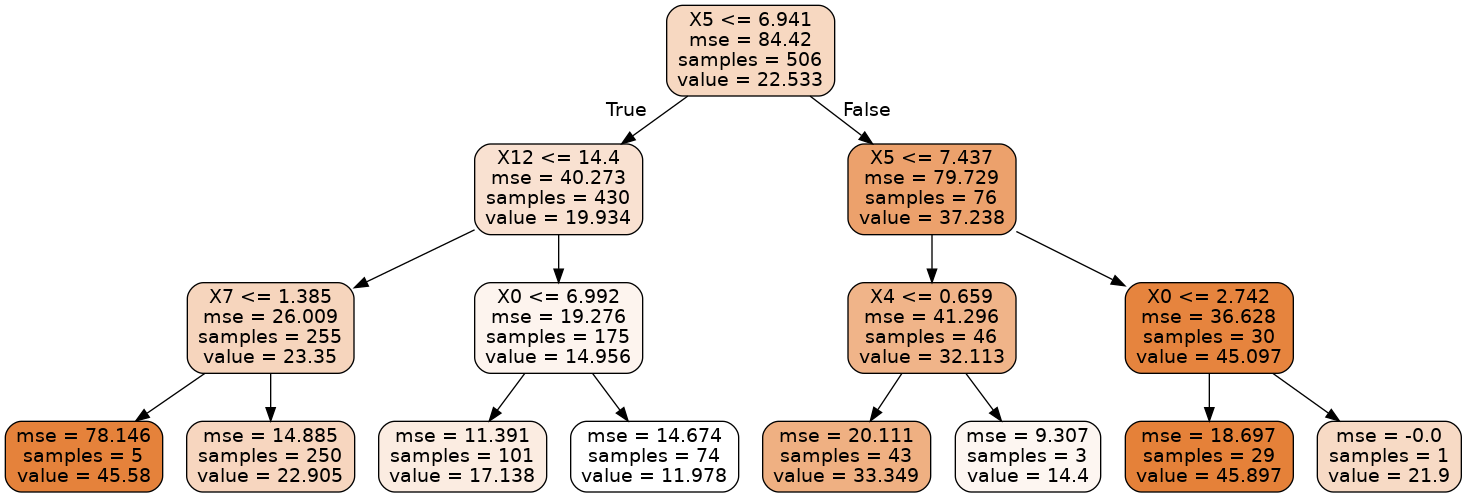 X5 <= 6.941
mse = 84.42
samples = 506
value = 22.533
True
False
X12 <= 14.4
mse = 40.273
samples = 430
value = 19.934
X5 <= 7.437
mse = 79.729
samples = 76
value = 37.238
X7 <= 1.385
mse = 26.009
samples = 255
value = 23.35
X0 <= 6.992
mse = 19.276
samples = 175
value = 14.956
X4 <= 0.659
mse = 41.296
samples = 46
value = 32.113
X0 <= 2.742
mse = 36.628
samples = 30
value = 45.097
mse = 78.146
samples = 5
value = 45.58
mse = 14.885
samples = 250
value = 22.905
mse = 11.391
samples = 101
value = 17.138
mse = 14.674
samples = 74
value = 11.978
mse = 20.111
samples = 43
value = 33.349
mse = 9.307
samples = 3
value = 14.4
mse = 18.697
samples = 29
value = 45.897
mse = -0.0
samples = 1
value = 21.9